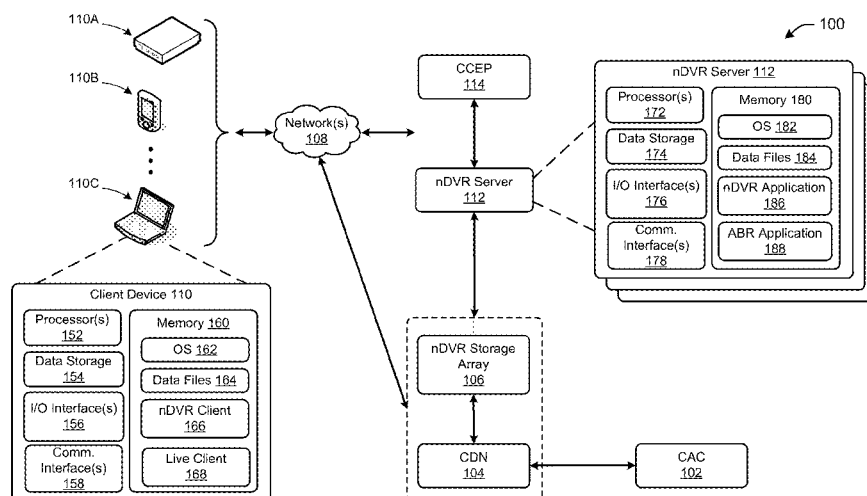 110A
110B
110C
100
CCEP
114
Network(s)
108
nDVR Server
112
nDVR Server 112
Processor(s)
172
Data Storage
174
I/O Interface(s)
176
Comm.
Interface(s)
178
Memory 180
OS 182
Data Files 184
nDVR Application
186
ABR Application
188
Client Device 110
Processor(s)
152
Data Storage
154
I/O Interface(s)
156
Comm.
Interface(s)
158
Memory 160
OS 162
Data Files 164
nDVR Client
166
Live Client
168
nDVR Storage
Array
106
CDN
104
CAC
102